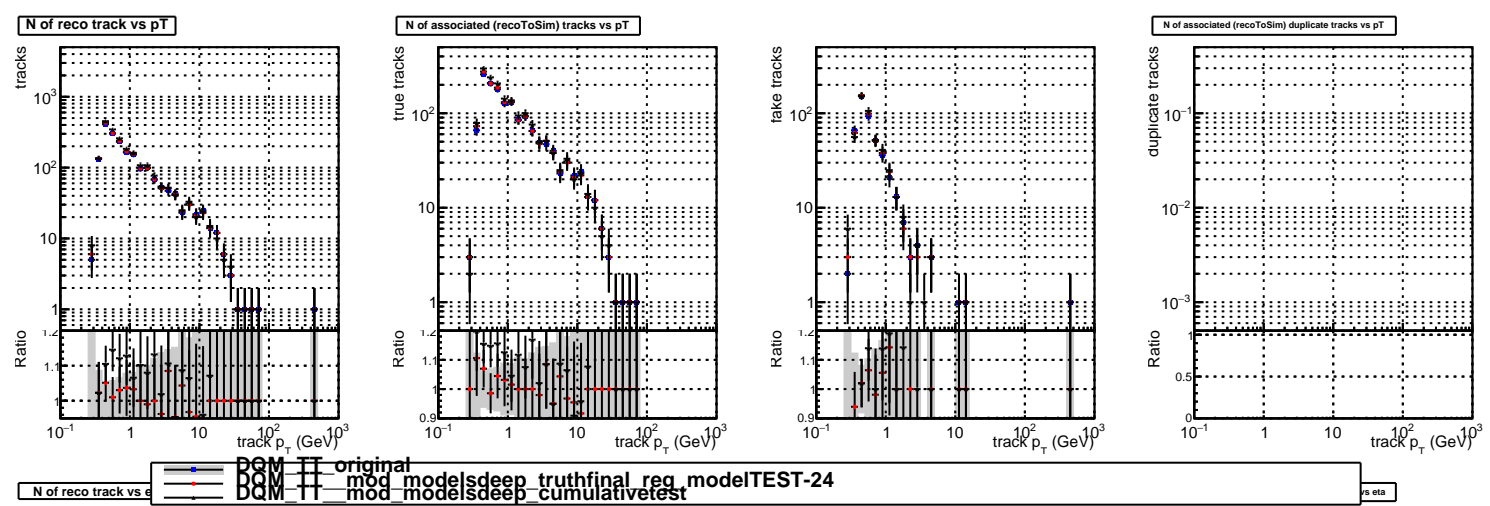 N of reco track vs pT
N of associated (recoToSim) tracks vs pT
N of associated (recoToSim) duplicate tracks vs pT
tracks
10³
10²
10
1
Ratio
1.2
1.1
1
10⁻¹ 1 10 10² 10³
track p_T (GeV)
true tracks
10²
10
1
Ratio
1.2
1.1
1
0.9
10⁻¹ 1 10 10² 10³
track p_T (GeV)
fake tracks
10²
10
1
Ratio
1.2
1.1
1
0.9
10⁻¹ 1 10 10² 10³
track p_T (GeV)
duplicate tracks
10⁻¹
10⁻²
10⁻³
Ratio
1
0.5
0
10⁻¹ 1 10 10² 10³
track p_T (GeV)
DQM_TT_original
DQM_TT__mod_modelsdeep_truthfinal_reg_modelTEST-24
DQM_TT__mod_modelsdeep_cumulativetest
N of reco track vs e
vs eta